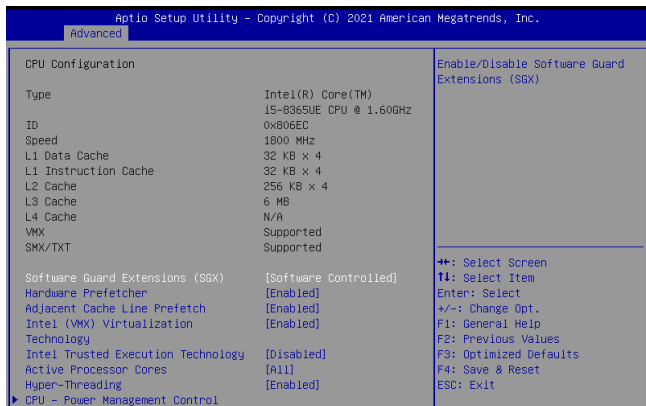 Aptio Setup Utility – Copyright (C) 2021 American Megatrends, Inc.
Advanced
CPU Configuration
Type Intel(R) Core(TM)
i5-8365UE CPU @ 1.60GHz
ID 0x806EC
Speed 1800 MHz
L1 Data Cache 32 KB x 4
L1 Instruction Cache 32 KB x 4
L2 Cache 256 KB x 4
L3 Cache 6 MB
L4 Cache N/A
VMX Supported
SMX/TXT Supported
Software Guard Extensions (SGX) [Software Controlled]
Hardware Prefetcher [Enabled]
Adjacent Cache Line Prefetch [Enabled]
Intel (VMX) Virtualization [Enabled]
Technology
Intel Trusted Execution Technology [Disabled]
Active Processor Cores [All]
Hyper-Threading [Enabled]
CPU – Power Management Control
Enable/Disable Software Guard
Extensions (SGX)
→←: Select Screen
↑↓: Select Item
Enter: Select
+/-: Change Opt.
F1: General Help
F2: Previous Values
F3: Optimized Defaults
F4: Save & Reset
ESC: Exit